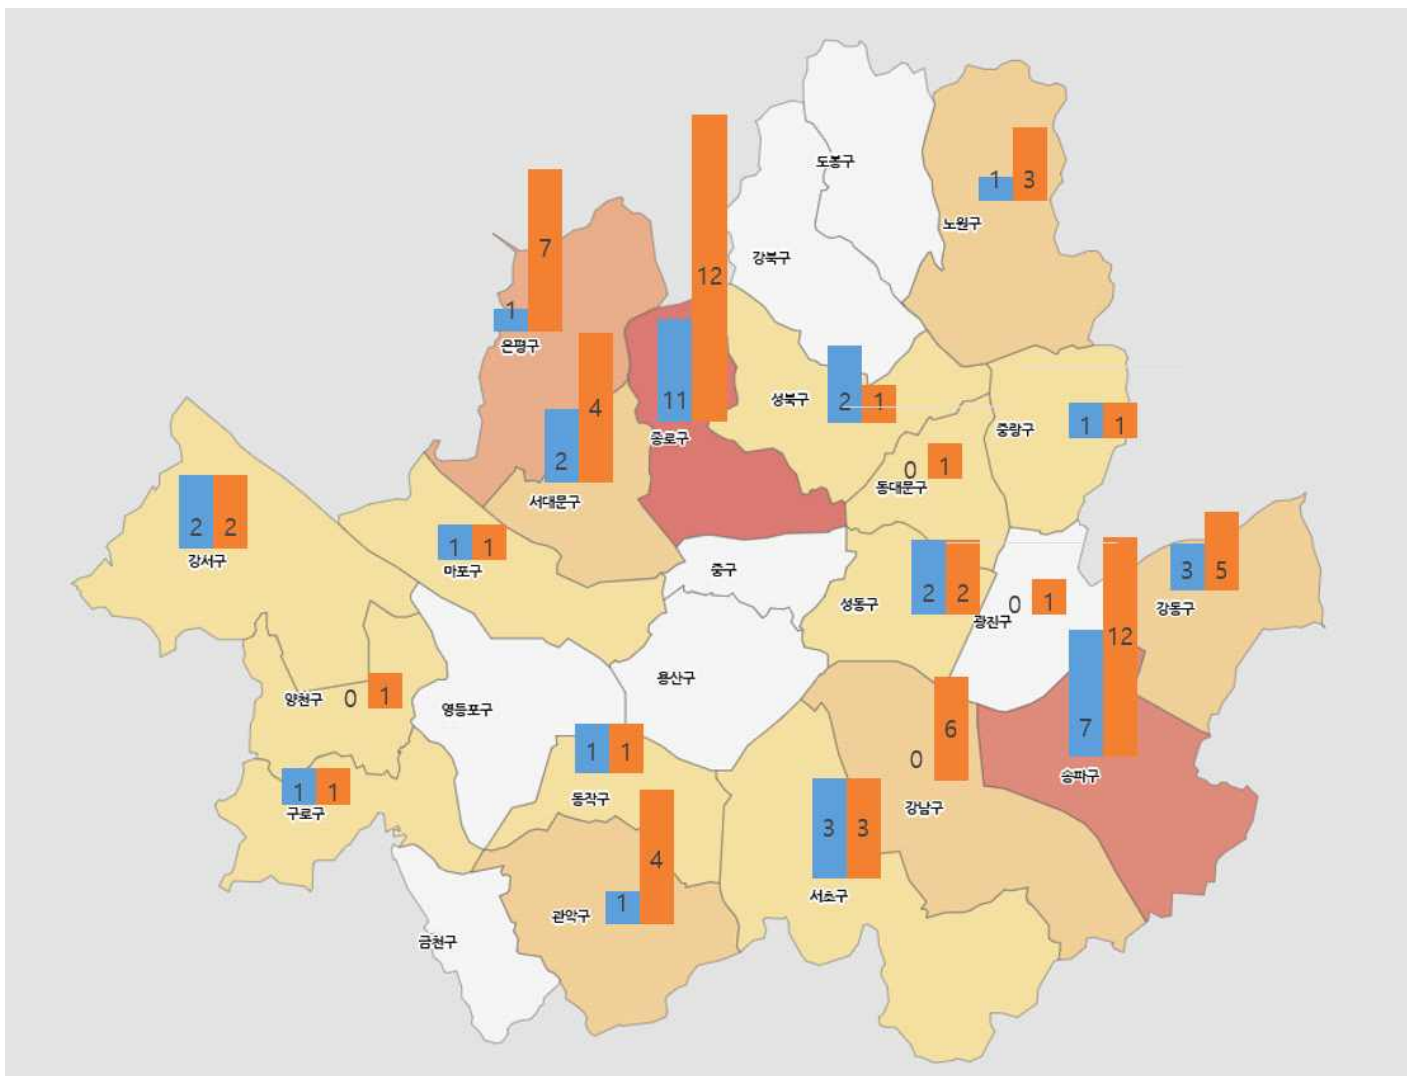 도봉구
1 3
노원구
강북구
7
1
은평구
12
11
종로구
4
2
서대문구
성북구
2 1
중랑구
1 1
0 1
동대문구
2 2
강서구
1 1
마포구
중구
성동구
2 2
0 1
광진구
3 5
강동구
12
7
송파구
양천구
0 1
영등포구
용산구
1 1
동작구
1 1
구로구
6
0
강남구
3 3
서초구
4
1
관악구
금천구